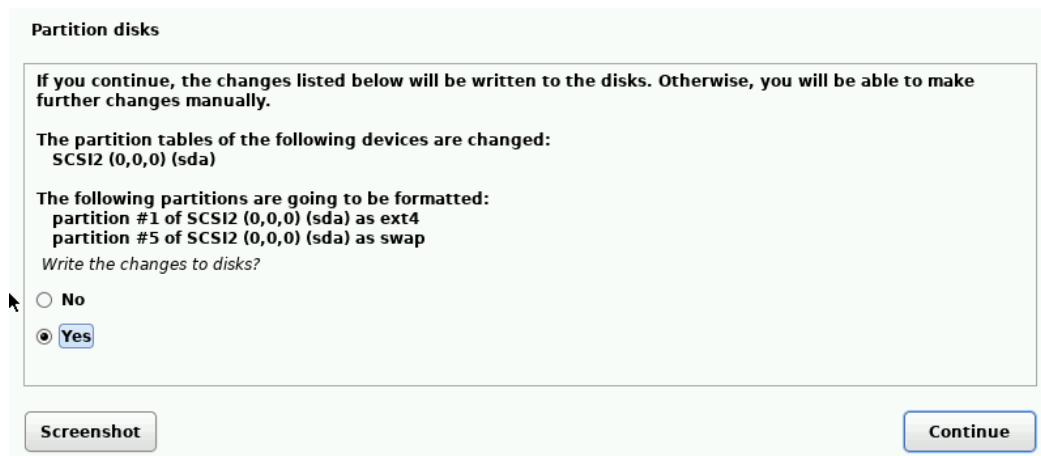 Partition disks
If you continue, the changes listed below will be written to the disks. Otherwise, you will be able to make
further changes manually.
The partition tables of the following devices are changed:
SCSI2 (0,0,0) (sda)
The following partitions are going to be formatted:
partition #1 of SCSI2 (0,0,0) (sda) as ext4
partition #5 of SCSI2 (0,0,0) (sda) as swap
Write the changes to disks?
No
Yes
Screenshot
Continue